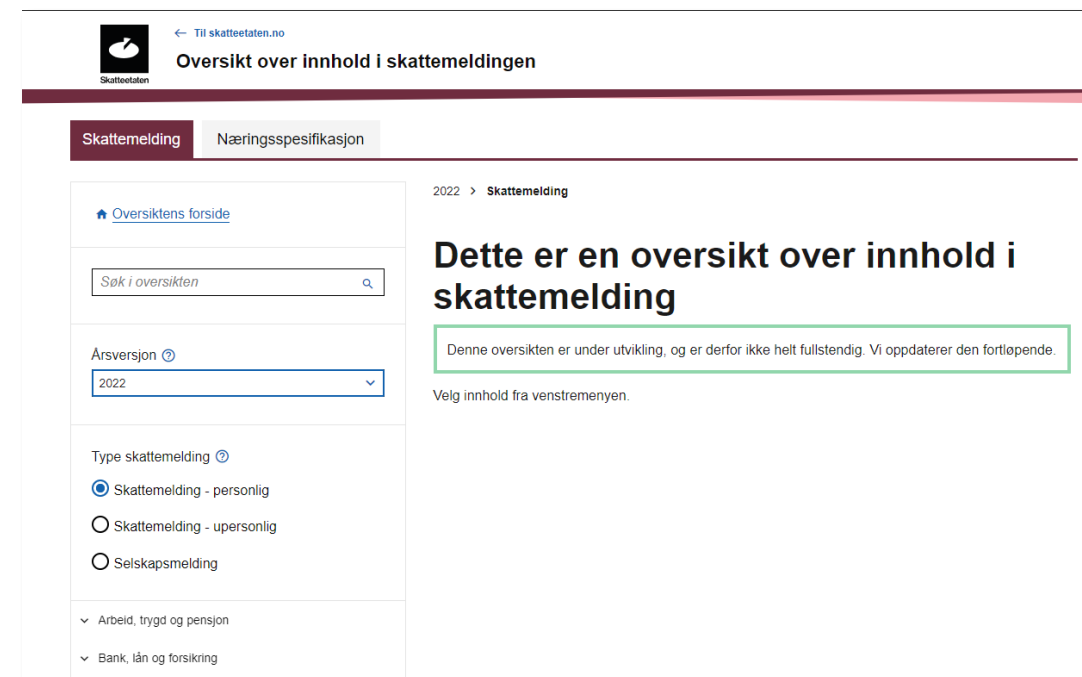 ← Til skatteetaten.no
Oversikt over innhold i skattemeldingen
Skatteetaten
Skattemelding
Næringsspesifikasjon
Oversiktens forside
Søk i oversikten
Årsversjon
2022
Type skattemelding
Skattemelding - personlig
Skattemelding - upersonlig
Selskapsmelding
Arbeid, trygd og pensjon
Bank, lån og forsikring
2022 > Skattemelding
Dette er en oversikt over innhold i
skattemelding
Denne oversikten er under utvikling, og er derfor ikke helt fullstendig. Vi oppdaterer den fortløpende.
Velg innhold fra venstremenyen.